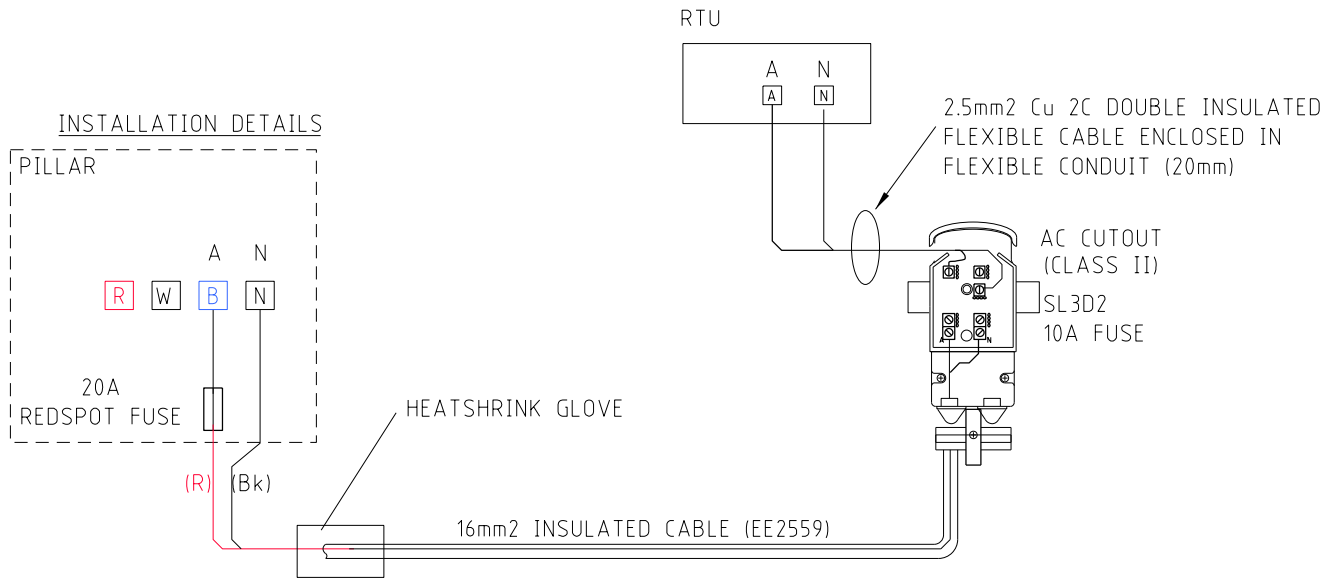 RTU
A N
A N
2.5mm2 Cu 2C DOUBLE INSULATED
FLEXIBLE CABLE ENCLOSED IN
FLEXIBLE CONDUIT (20mm)
INSTALLATION DETAILS
PILLAR
A N
R W B N
20A
REDSPOT FUSE
(R) (Bk)
HEATSHRINK GLOVE
16mm2 INSULATED CABLE (EE2559)
AC CUTOUT
(CLASS II)
SL3D2
10A FUSE
A N